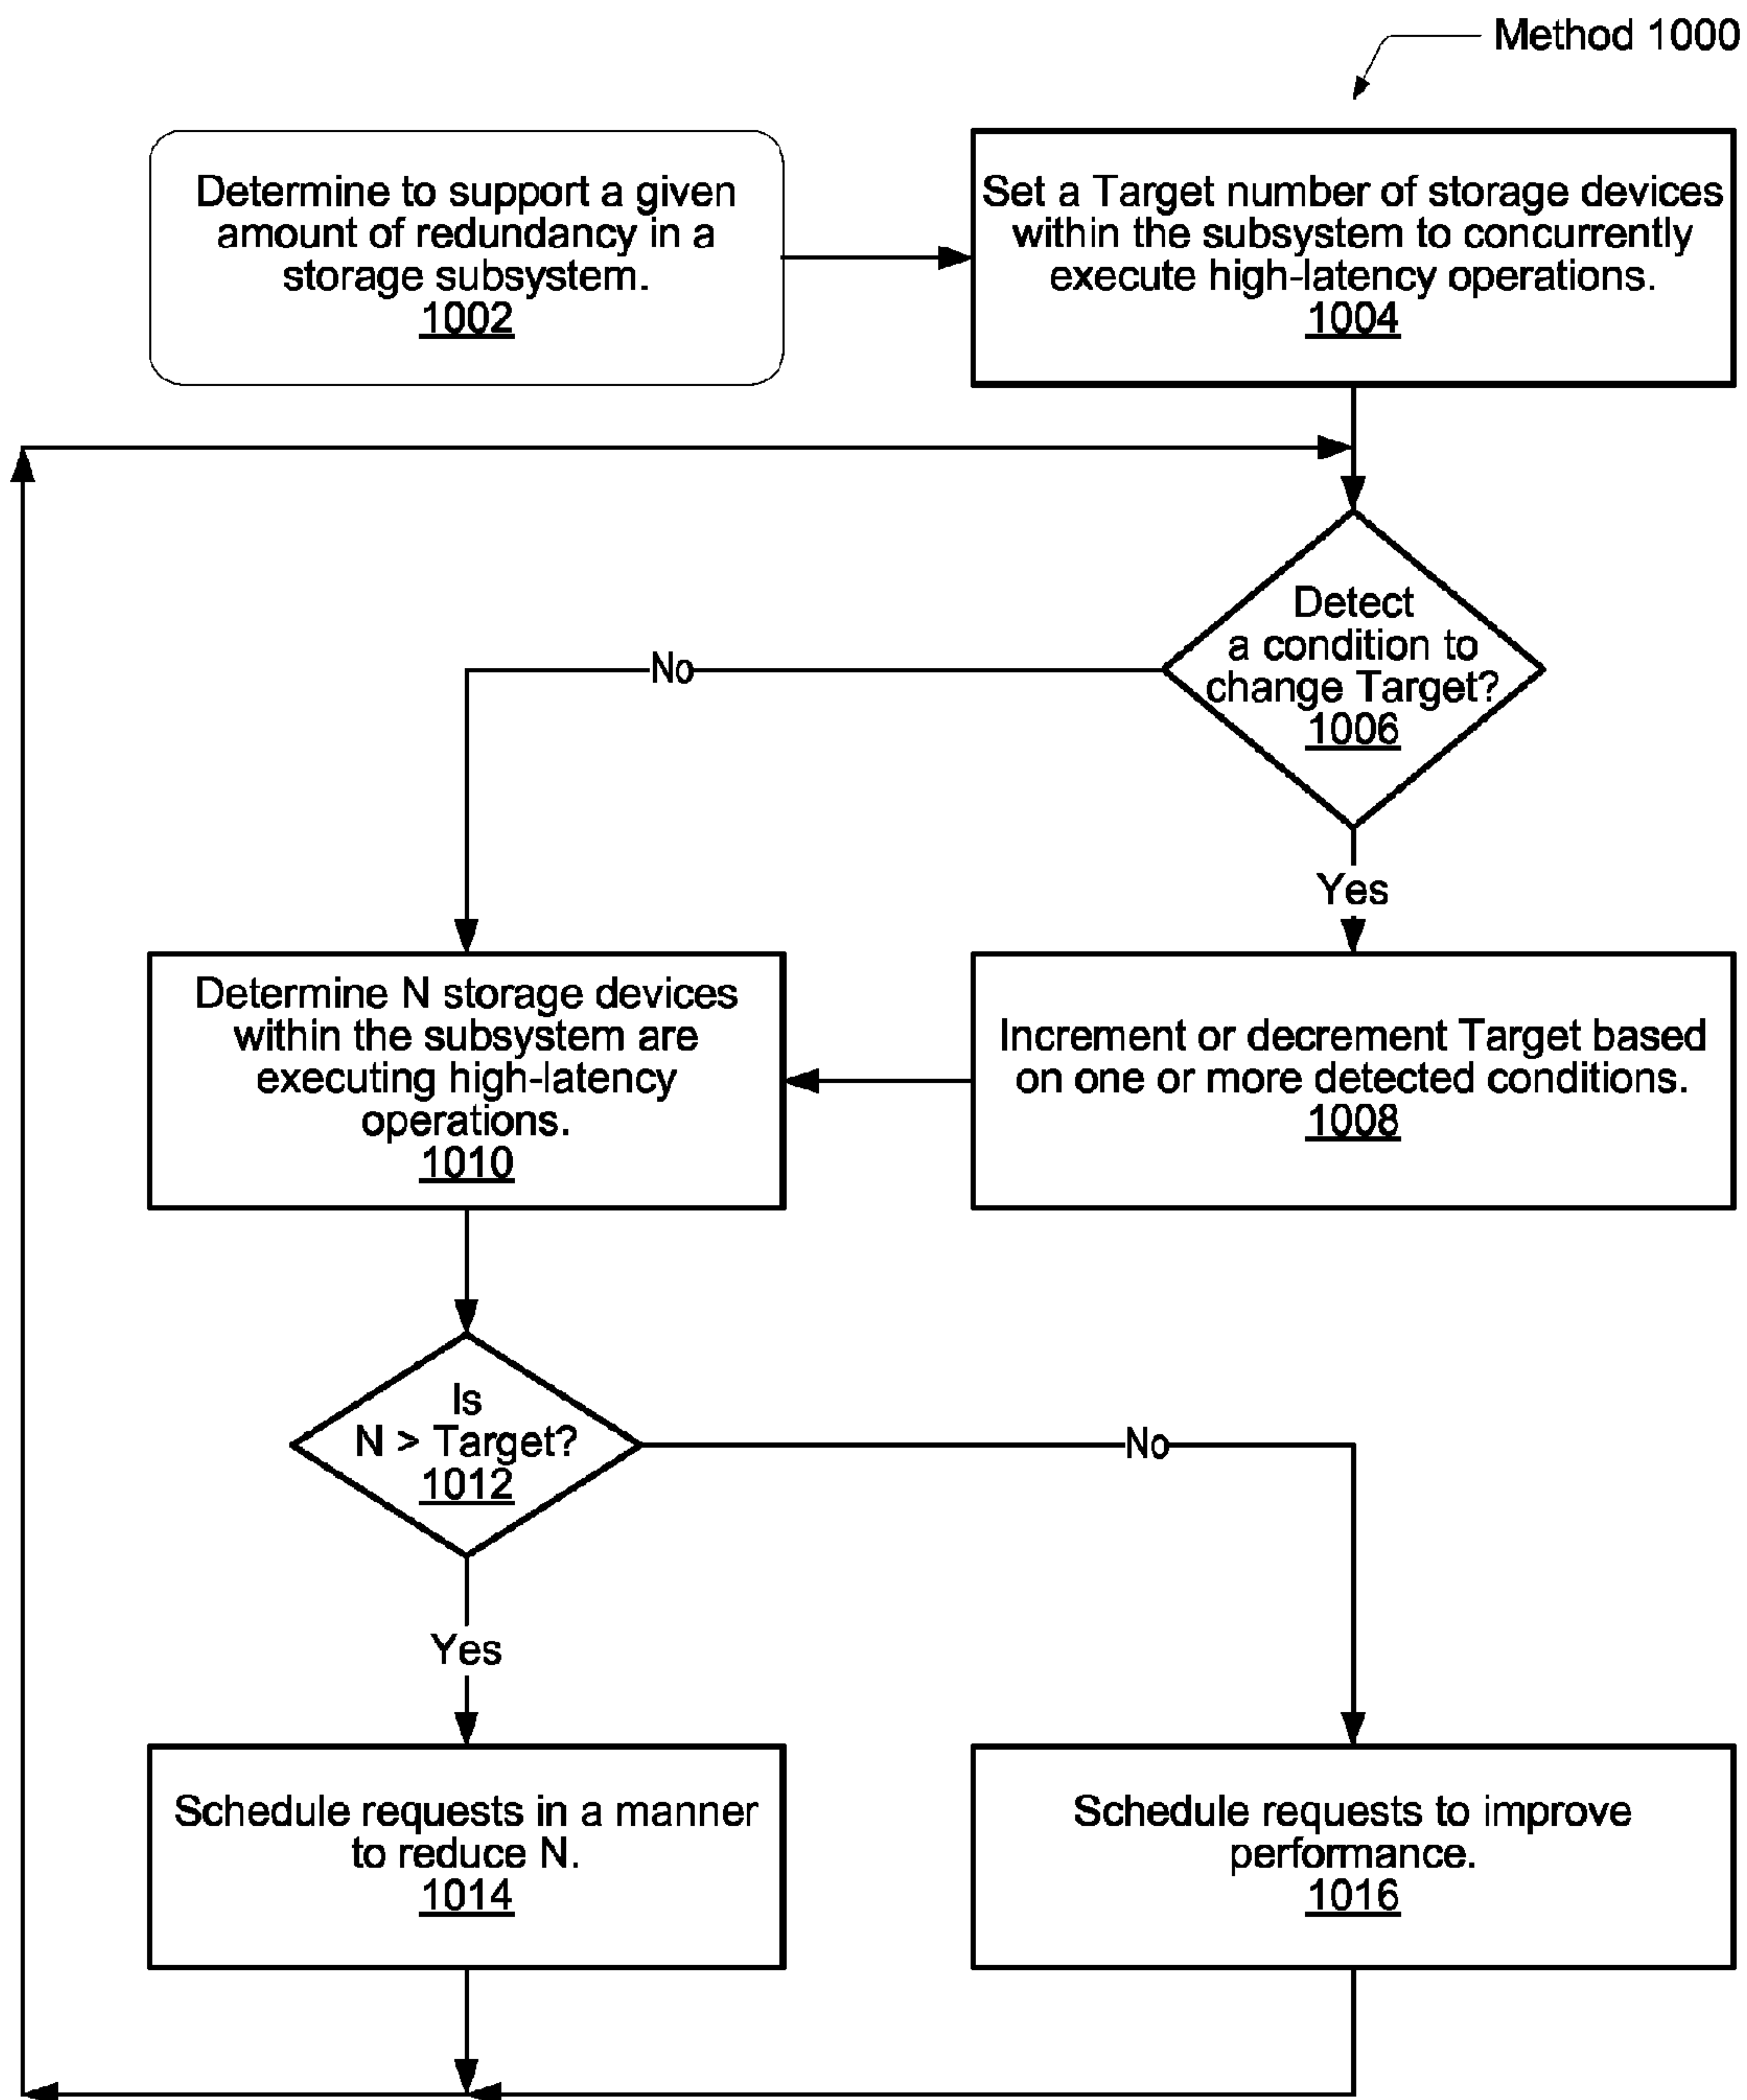 Method 1000
Determine to support a given
amount of redundancy in a
storage subsystem.
1002
Set a Target number of storage devices
within the subsystem to concurrently
execute high-latency operations.
1004
Detect
a condition to
change Target?
1006
No
Yes
Determine N storage devices
within the subsystem are
executing high-latency
operations.
1010
Increment or decrement Target based
on one or more detected conditions.
1008
Is
N > Target?
1012
No
Yes
Schedule requests in a manner
to reduce N.
1014
Schedule requests to improve
performance.
1016